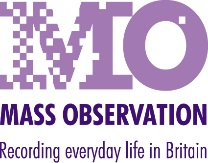 MO
MASS OBSERVATION
Recording everyday life in Britain